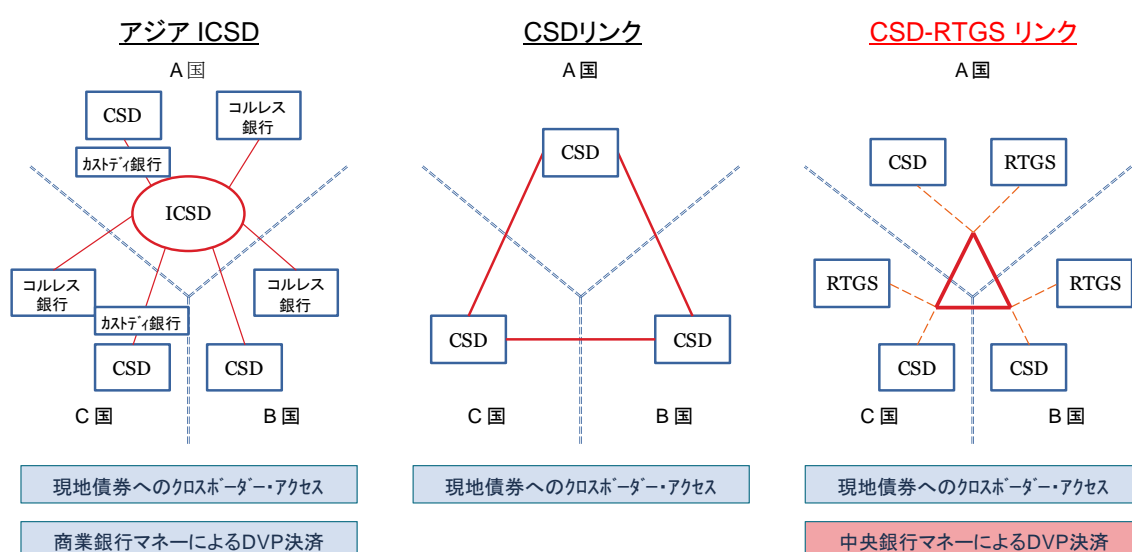 アジア ICSD
A国
CSD
コルレス
銀行
カストディ銀行
ICSD
コルレス
銀行
コルレス
銀行
カストディ銀行
CSD
CSD
C 国
B 国
現地債券へのクロスボーダー・アクセス
商業銀行マネーによるDVP決済
CSDリンク
A国
CSD
CSD
CSD
C 国
B 国
現地債券へのクロスボーダー・アクセス
CSD-RTGS リンク
A国
CSD
RTGS
RTGS
RTGS
CSD
CSD
C 国
B 国
現地債券へのクロスボーダー・アクセス
中央銀行マネーによるDVP決済